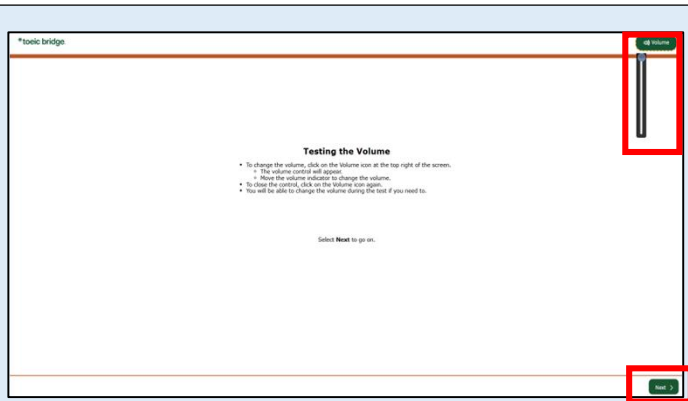 *toeic bridge.
Volume
Testing the Volume
• To change the volume, click on the Volume icon at the top right of the screen.
◦ The volume control will appear.
◦ Move the volume indicator to change the volume.
• To close the control, click on the Volume icon again.
• You will be able to change the volume during the test if you need to.
Select Next to go on.
Next >